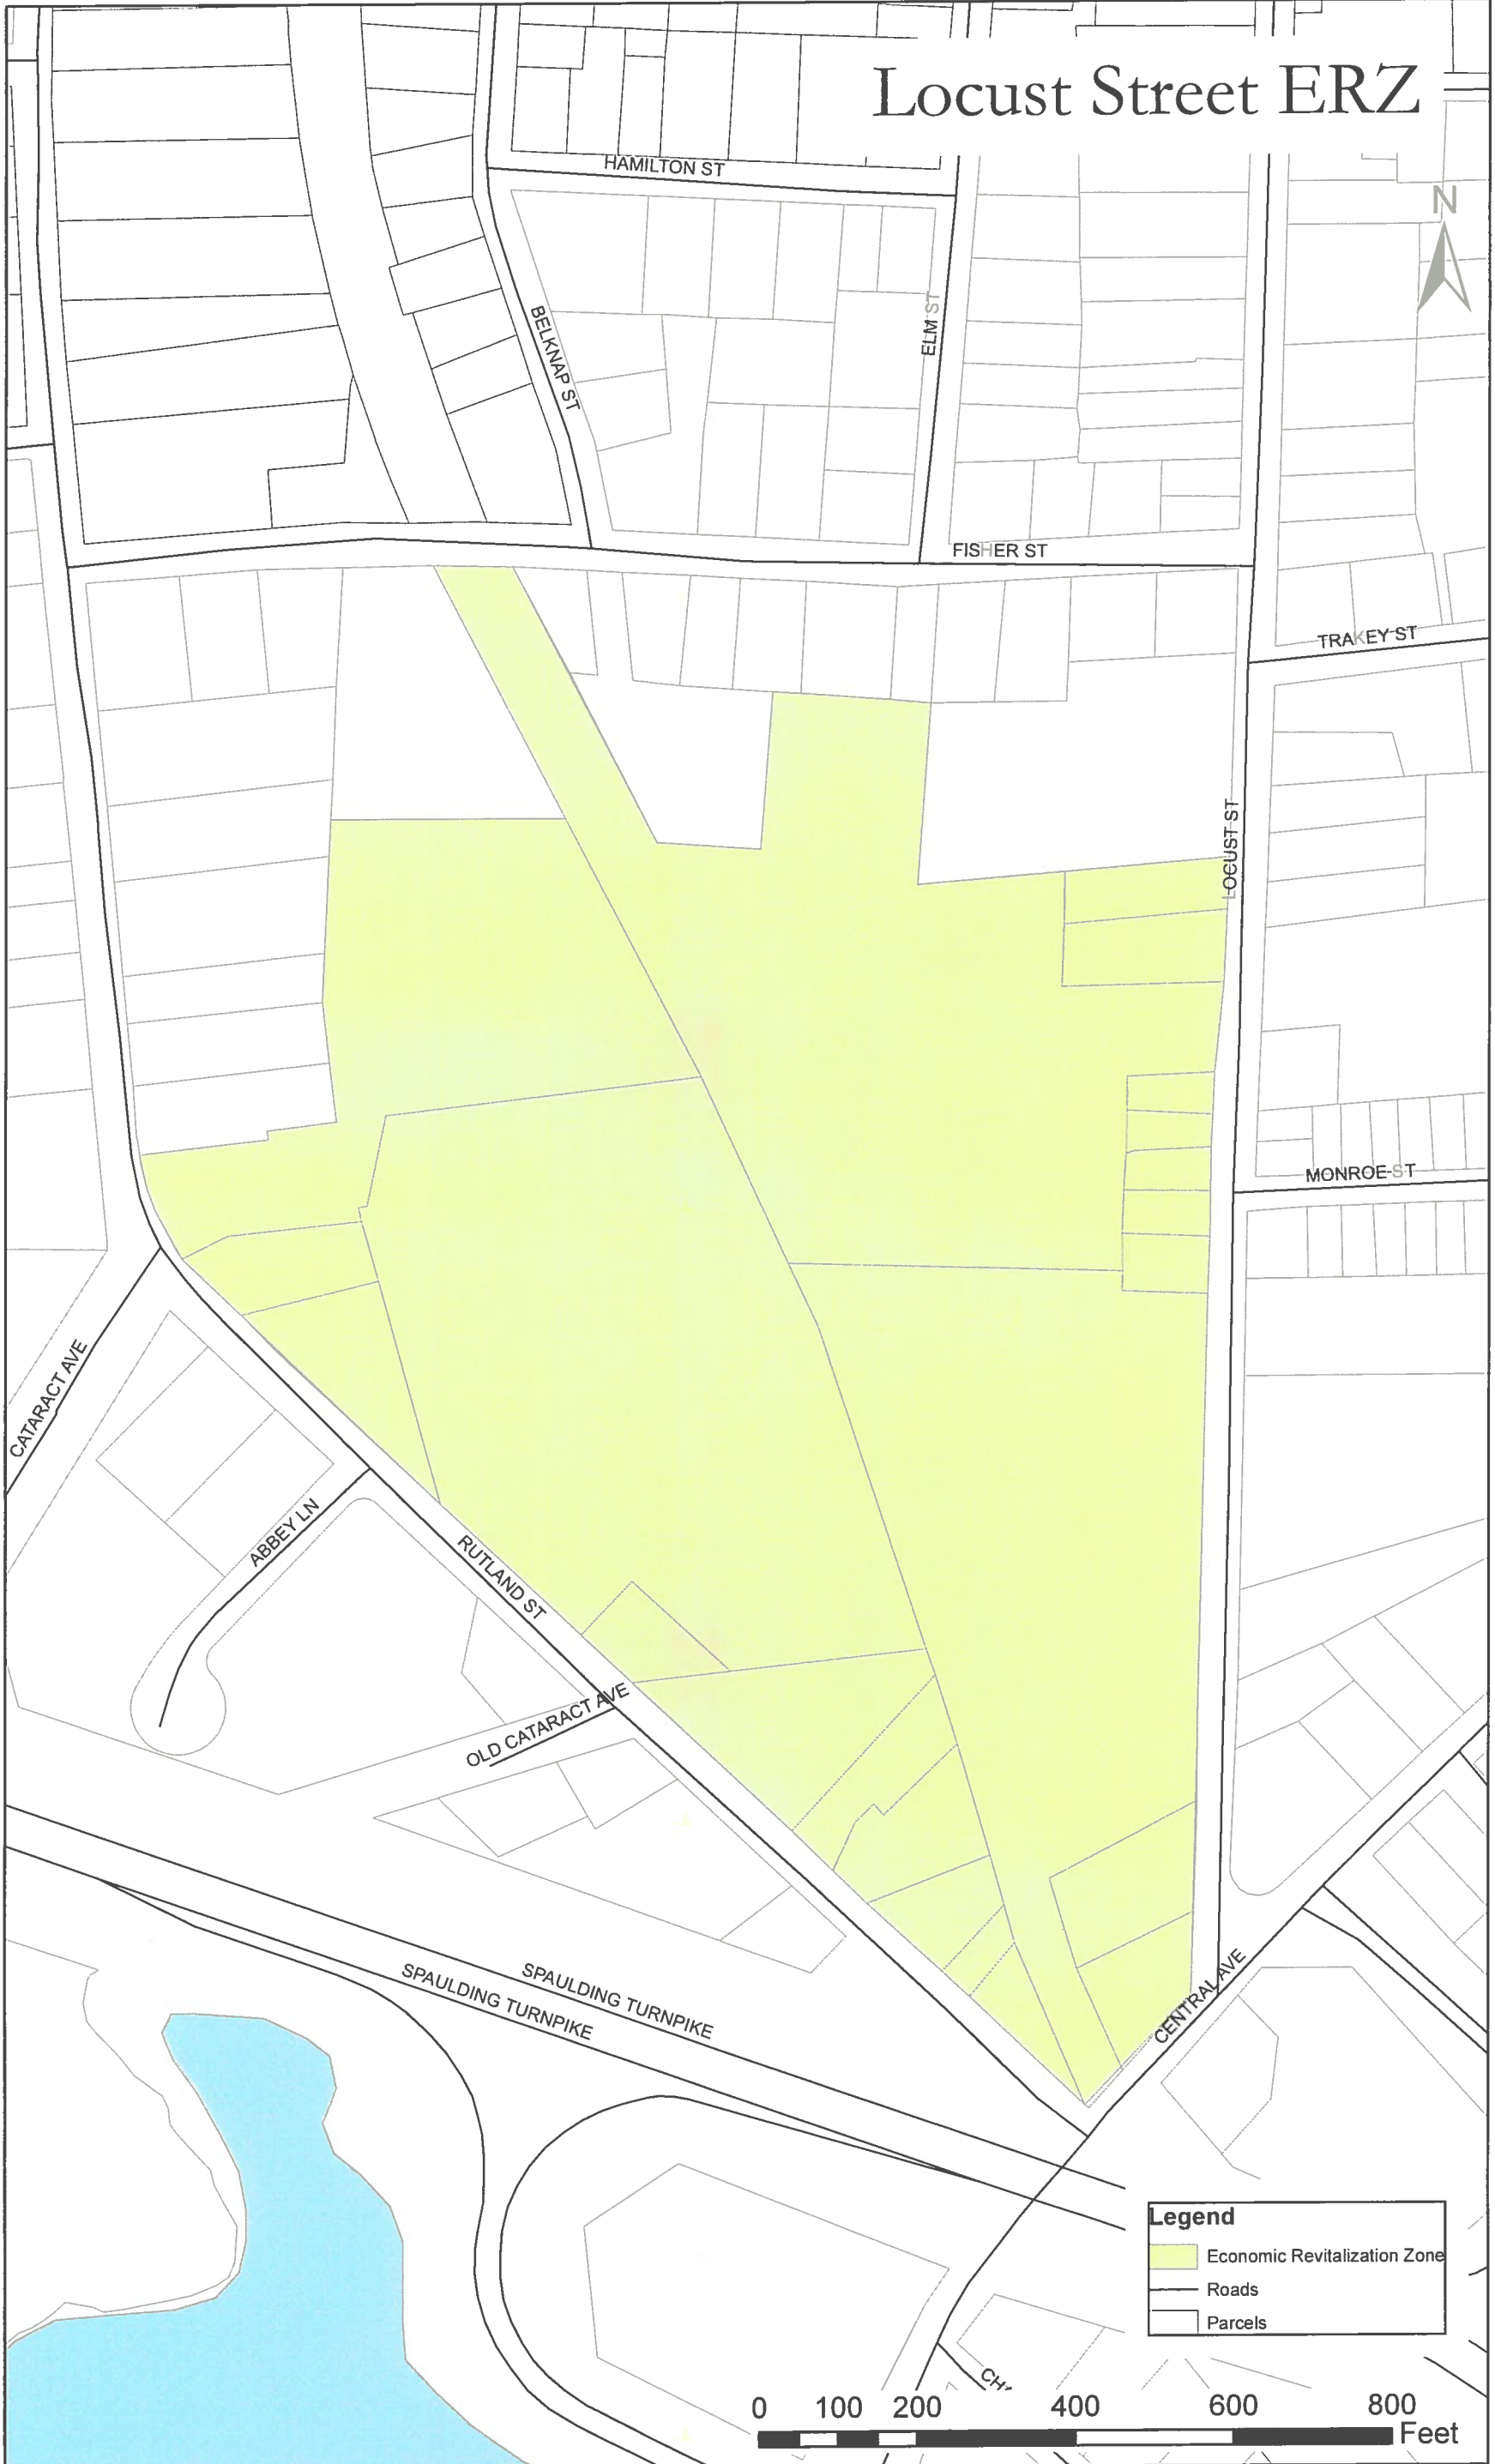 Locust Street ERZ
HAMILTON ST
N
BELKNAP ST
ELM ST
FISHER ST
TRAKEY ST
LOCUST ST
MONROE ST
CATARACT AVE
ABBEY LN
RUTLAND ST
OLD CATARACT AVE
SPAULDING TURNPIKE
SPAULDING TURNPIKE
CENTRAL AVE
Legend
Economic Revitalization Zone
Roads
Parcels
0 100 200 400 600 800
Feet